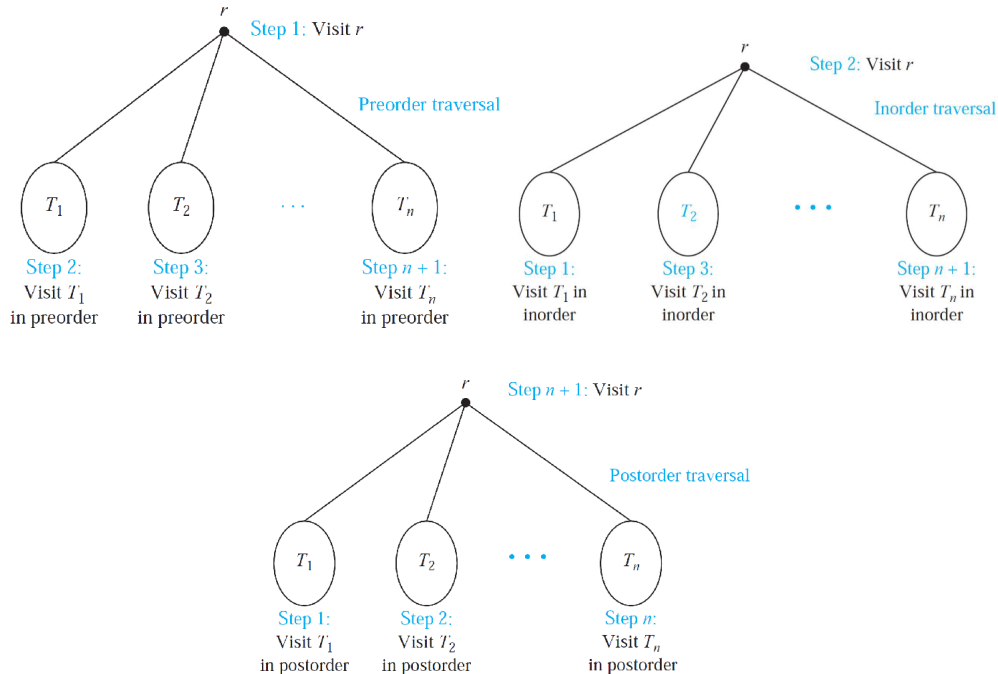 r
Step 1: Visit r
Preorder traversal
T1
T2
...
Tn
Step 2:
Visit T1
in preorder
Step 3:
Visit T2
in preorder
Step n + 1:
Visit Tn
in preorder
r
Step 2: Visit r
Inorder traversal
T1
T2
...
Tn
Step 1:
Visit T1 in
inorder
Step 3:
Visit T2 in
inorder
Step n + 1:
Visit Tn in
inorder
r
Step n + 1: Visit r
Postorder traversal
T1
T2
...
Tn
Step 1:
Visit T1
in postorder
Step 2:
Visit T2
in postorder
Step n:
Visit Tn
in postorder